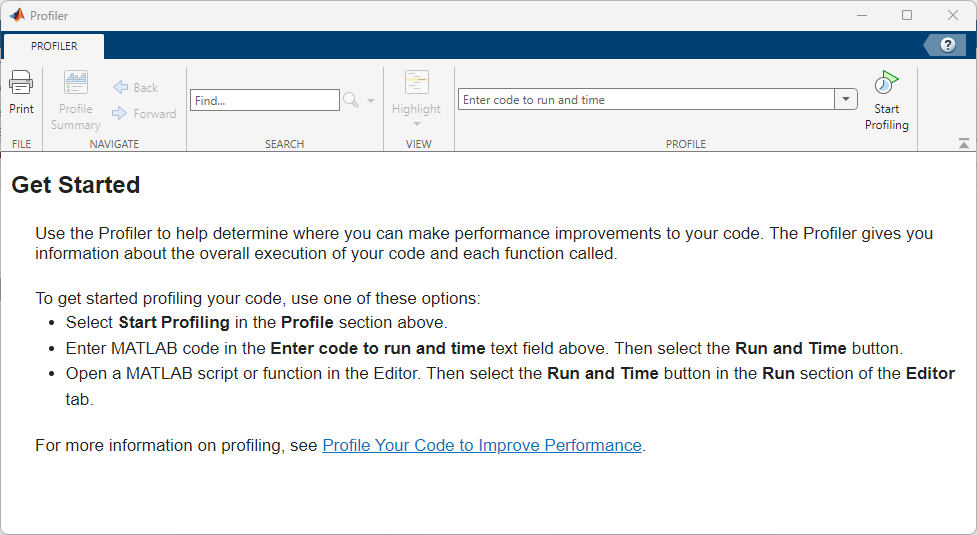 Profiler
PROFILER
?
Print
Profile
Summary
Back
Forward
Find...
Highlight
Enter code to run and time
Start
Profiling
FILE
NAVIGATE
SEARCH
VIEW
PROFILE
Get Started
Use the Profiler to help determine where you can make performance improvements to your code. The Profiler gives you
information about the overall execution of your code and each function called.
To get started profiling your code, use one of these options:
• Select Start Profiling in the Profile section above.
• Enter MATLAB code in the Enter code to run and time text field above. Then select the Run and Time button.
• Open a MATLAB script or function in the Editor. Then select the Run and Time button in the Run section of the Editor
tab.
For more information on profiling, see Profile Your Code to Improve Performance.